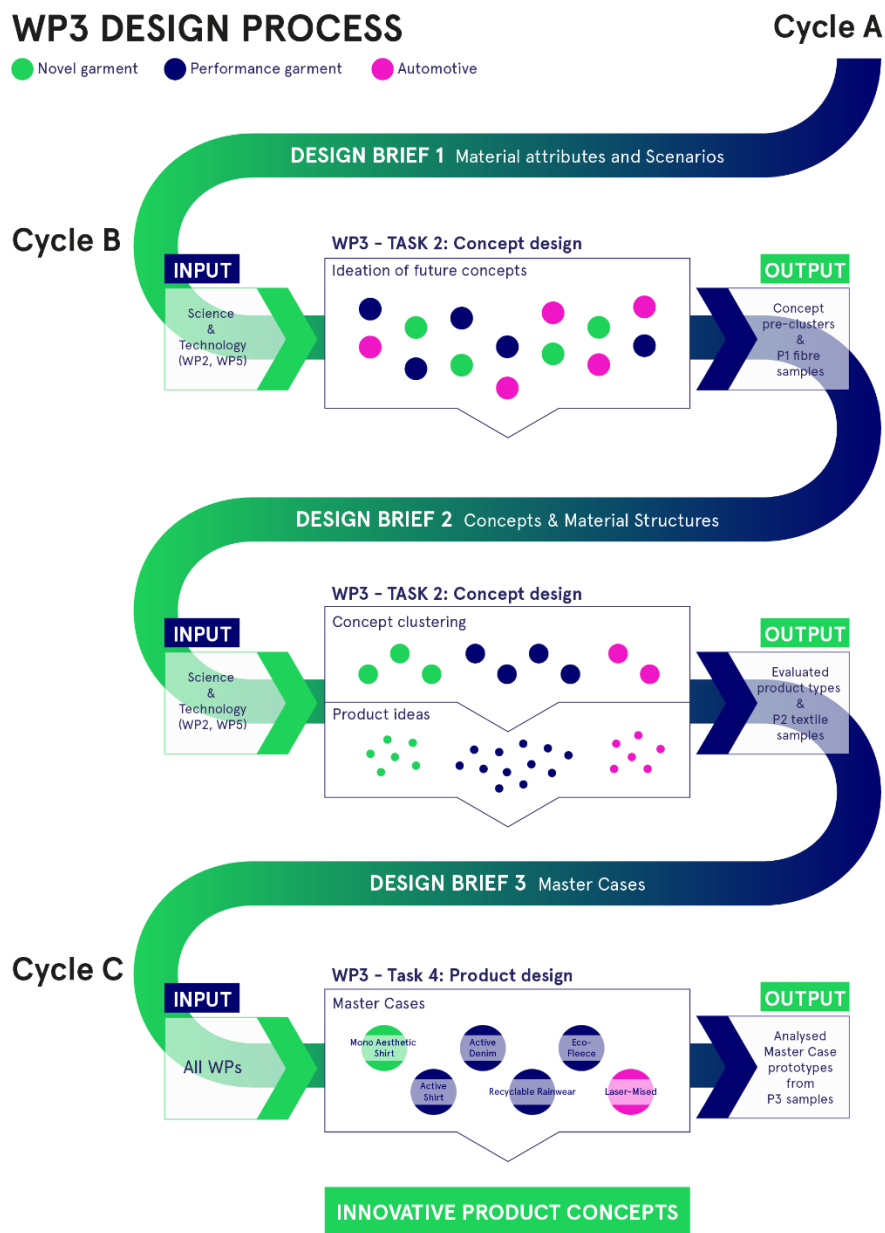 WP3 DESIGN PROCESS
Cycle A
Novel garment
Performance garment
Automotive
DESIGN BRIEF 1 Material attributes and Scenarios
Cycle B
WP3 - TASK 2: Concept design
INPUT
OUTPUT
Ideation of future concepts
Science
&
Technology
(WP2, WP5)
Concept
pre-clusters
&
P1 fibre
samples
DESIGN BRIEF 2 Concepts & Material Structures
WP3 - TASK 2: Concept design
INPUT
OUTPUT
Concept clustering
Science
&
Technology
(WP2, WP5)
Product ideas
Evaluated
product types
&
P2 textile
samples
DESIGN BRIEF 3 Master Cases
Cycle C
WP3 - Task 4: Product design
INPUT
OUTPUT
Master Cases
All WPs
Mono Aesthetic
Shirt
Active
Denim
Eco-
Fleece
Active
Shirt
Recyclable Rainwear
Laser-Mised
Analysed
Master Case
prototypes
from
P3 samples
INNOVATIVE PRODUCT CONCEPTS